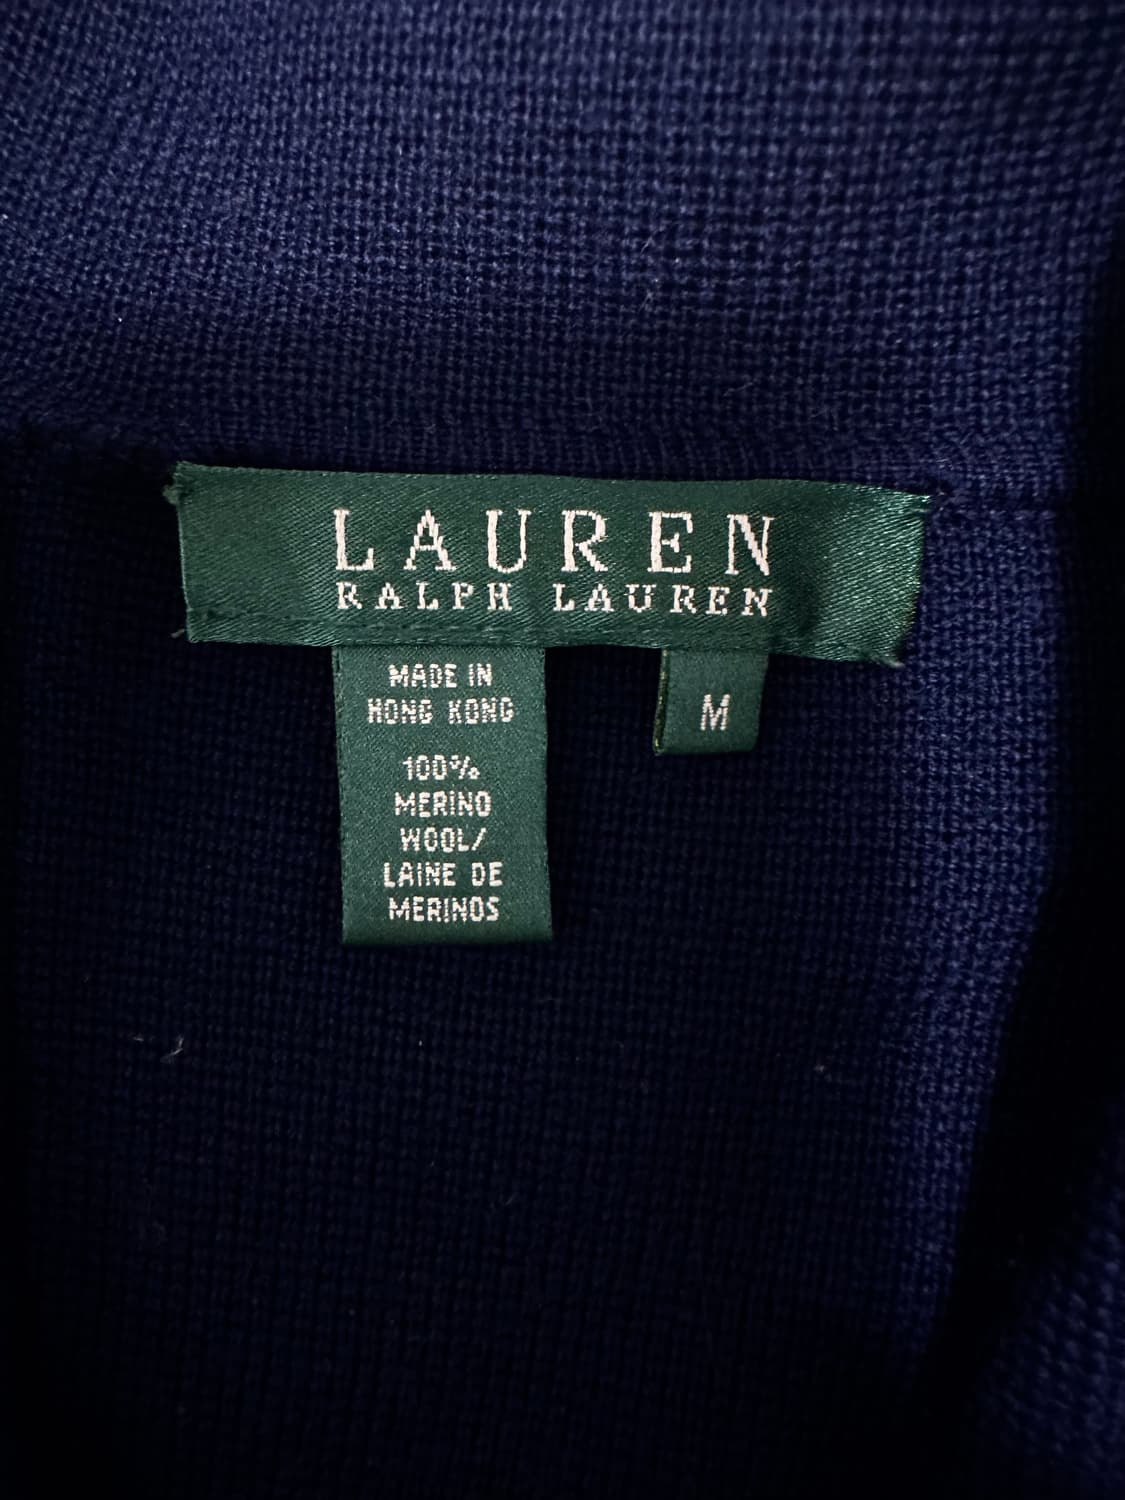 LAUREN
RALPH LAUREN
MADE IN
HONG KONG
100%
MERINO
WOOL/
LAINE DE
MERINOS
M